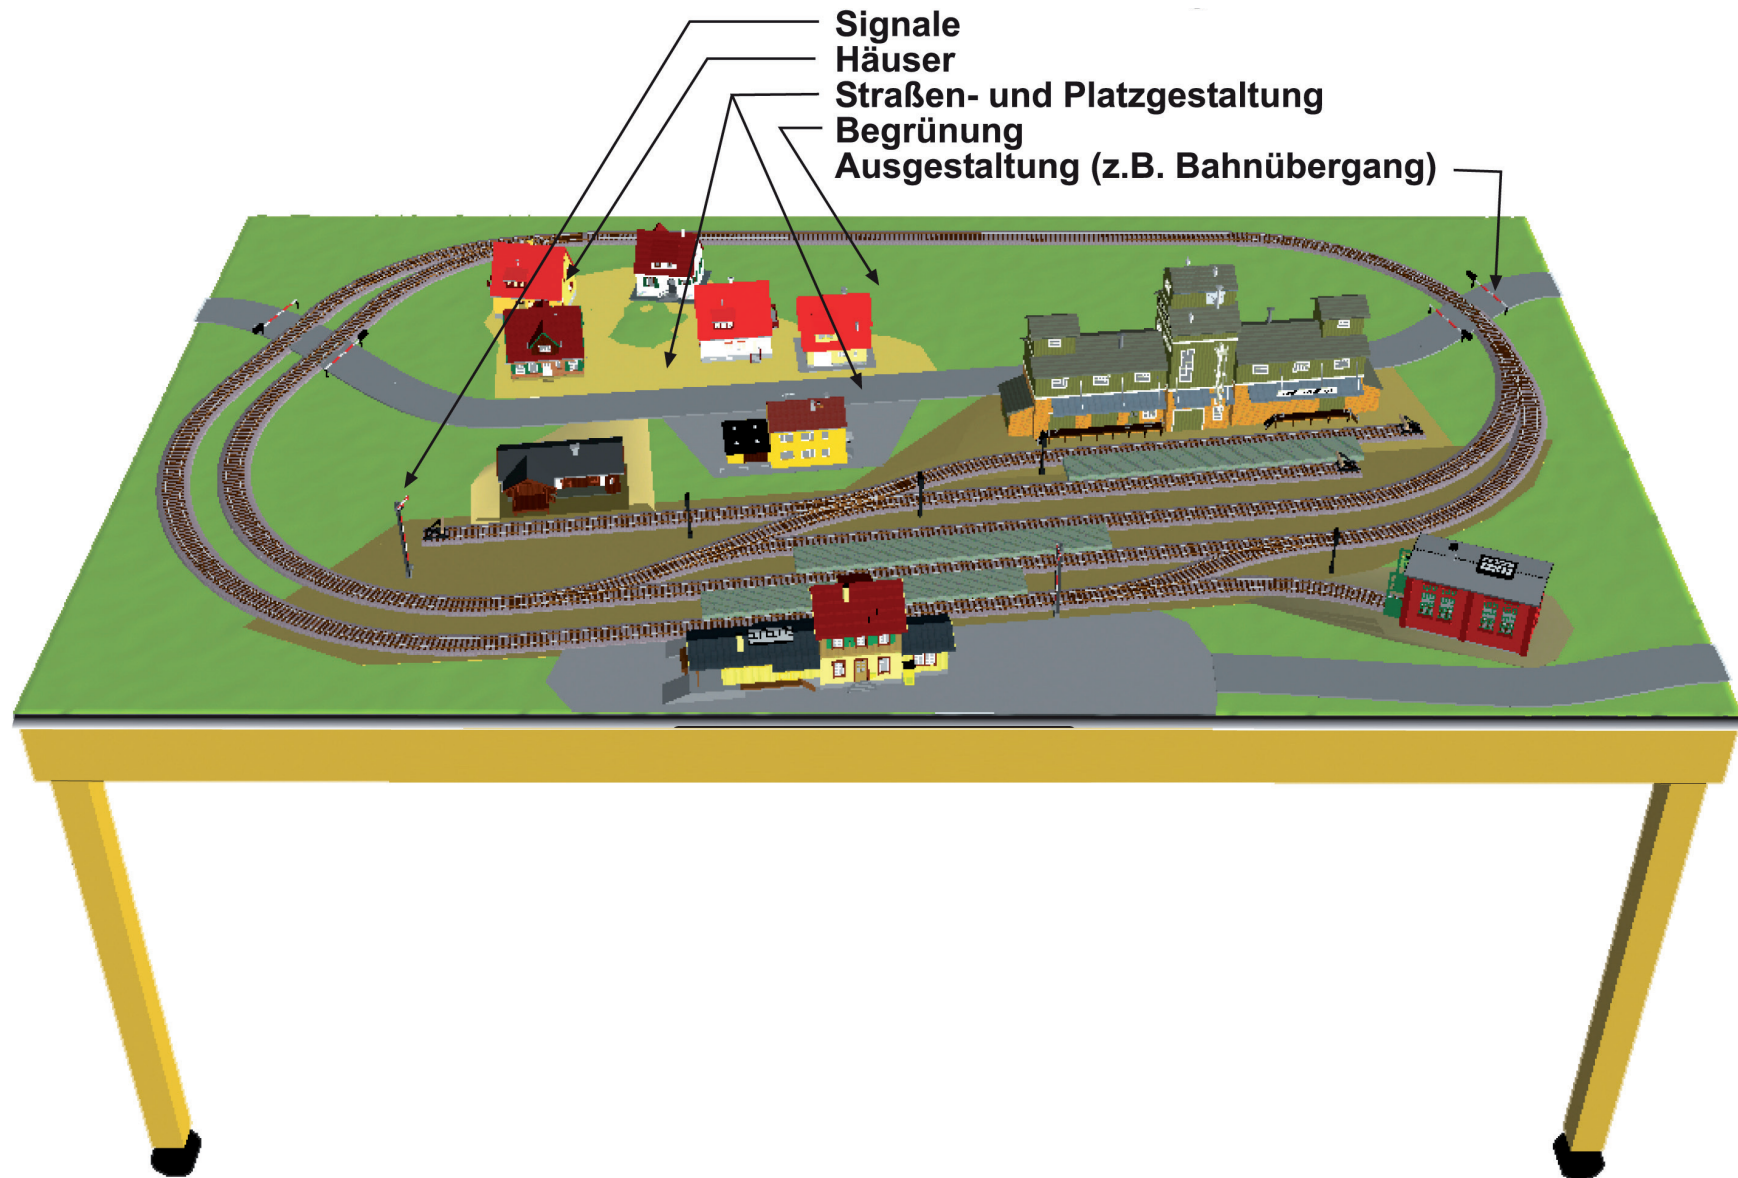 Signale
Häuser
Straßen- und Platzgestaltung
Begrünung
Ausgestaltung (z.B. Bahnübergang)